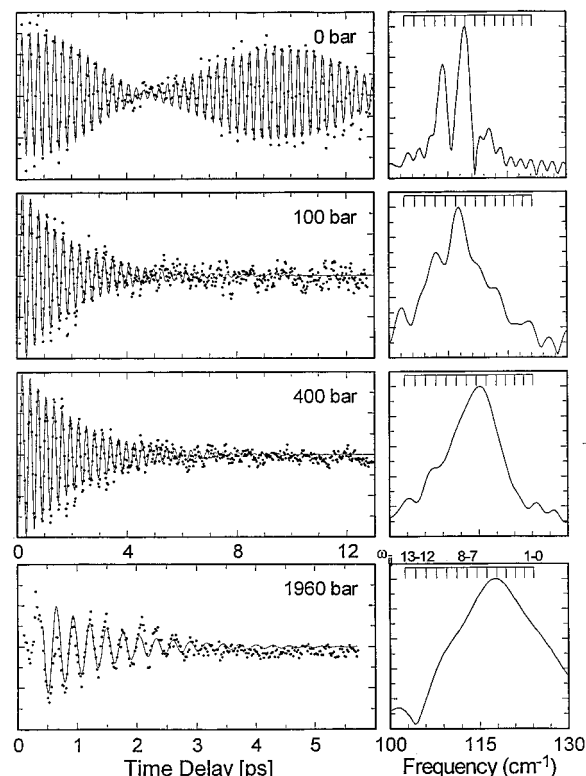 0 bar
100 bar
400 bar
0 4 8 12
ω_ij 13-12 8-7 1-0
1960 bar
0 1 2 3 4 5
100 115 130
Time Delay [ps]
Frequency (cm⁻¹)